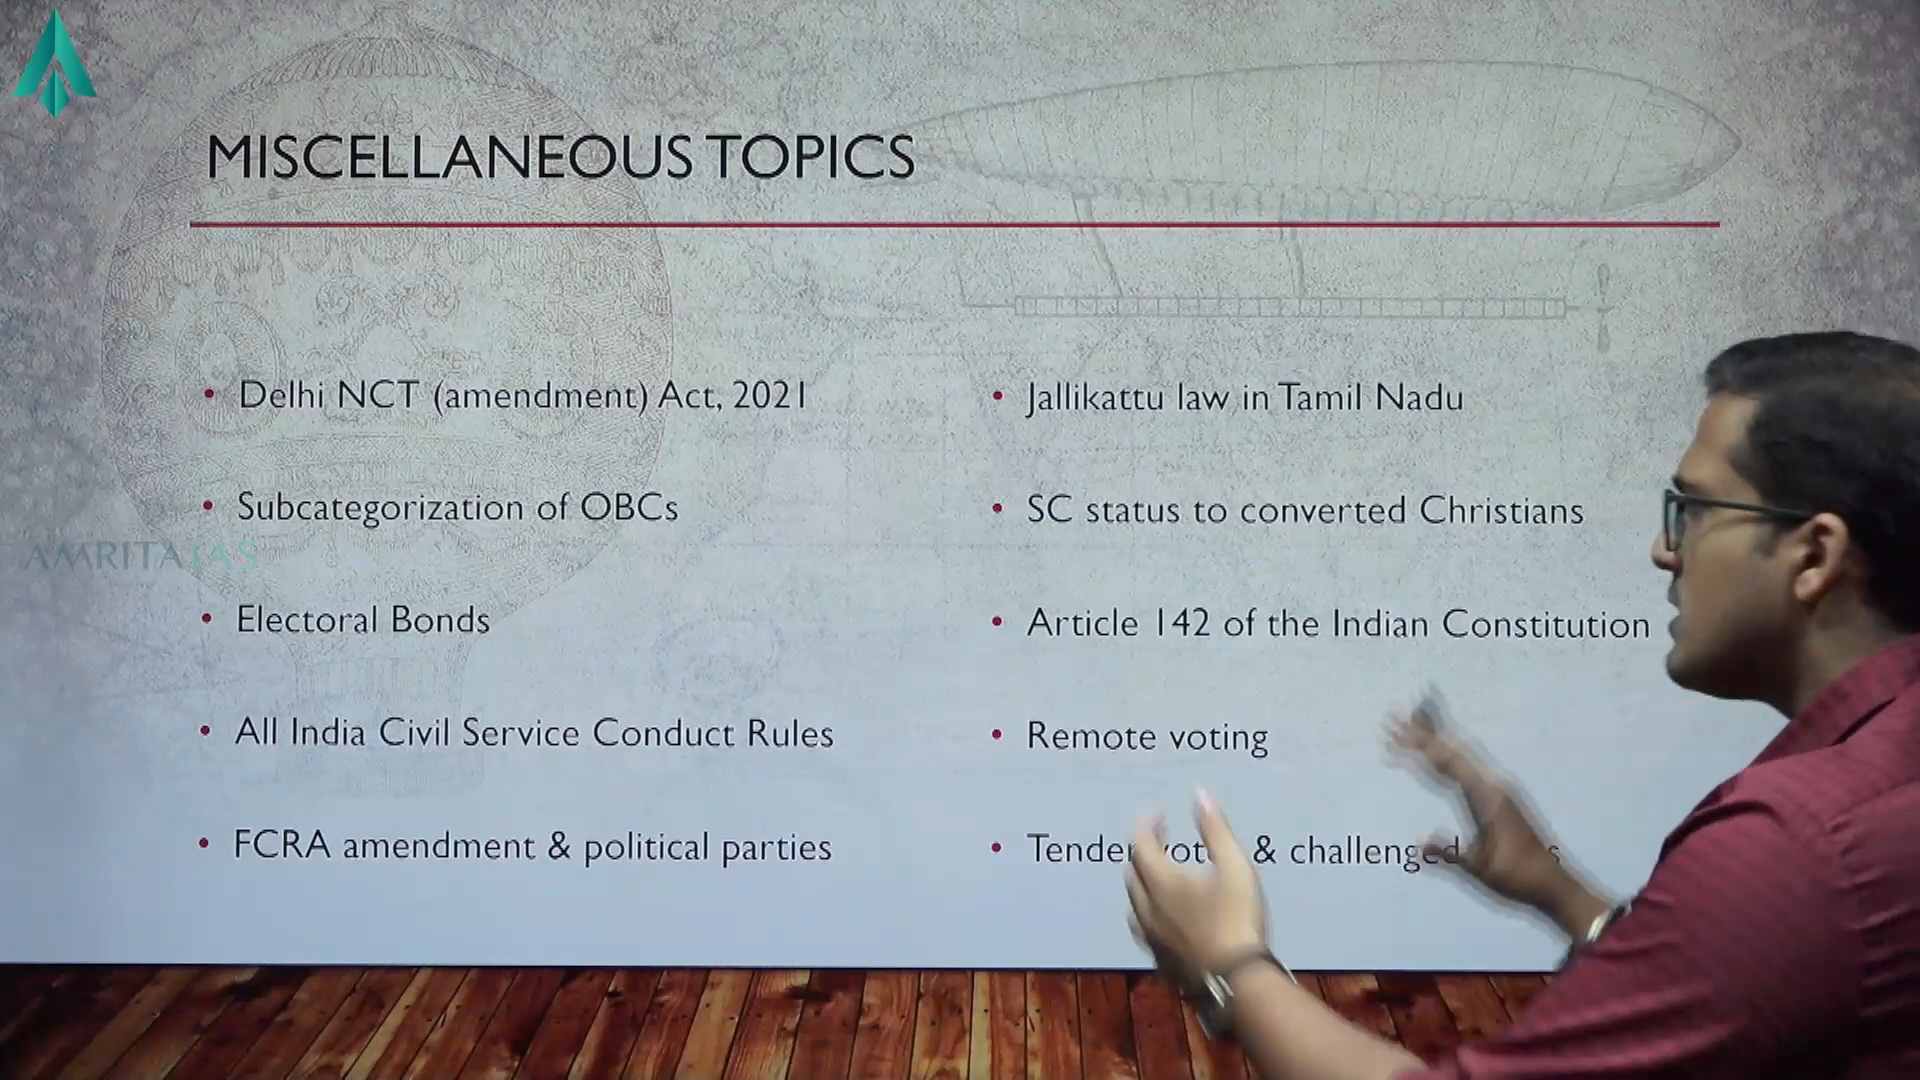 MISCELLANEOUS TOPICS
• Delhi NCT (amendment) Act, 2021
• Subcategorization of OBCs
AMRITA IAS
• Electoral Bonds
• All India Civil Service Conduct Rules
• FCRA amendment & political parties
• Jallikattu law in Tamil Nadu
• SC status to converted Christians
• Article 142 of the Indian Constitution
• Remote voting
• & challenged